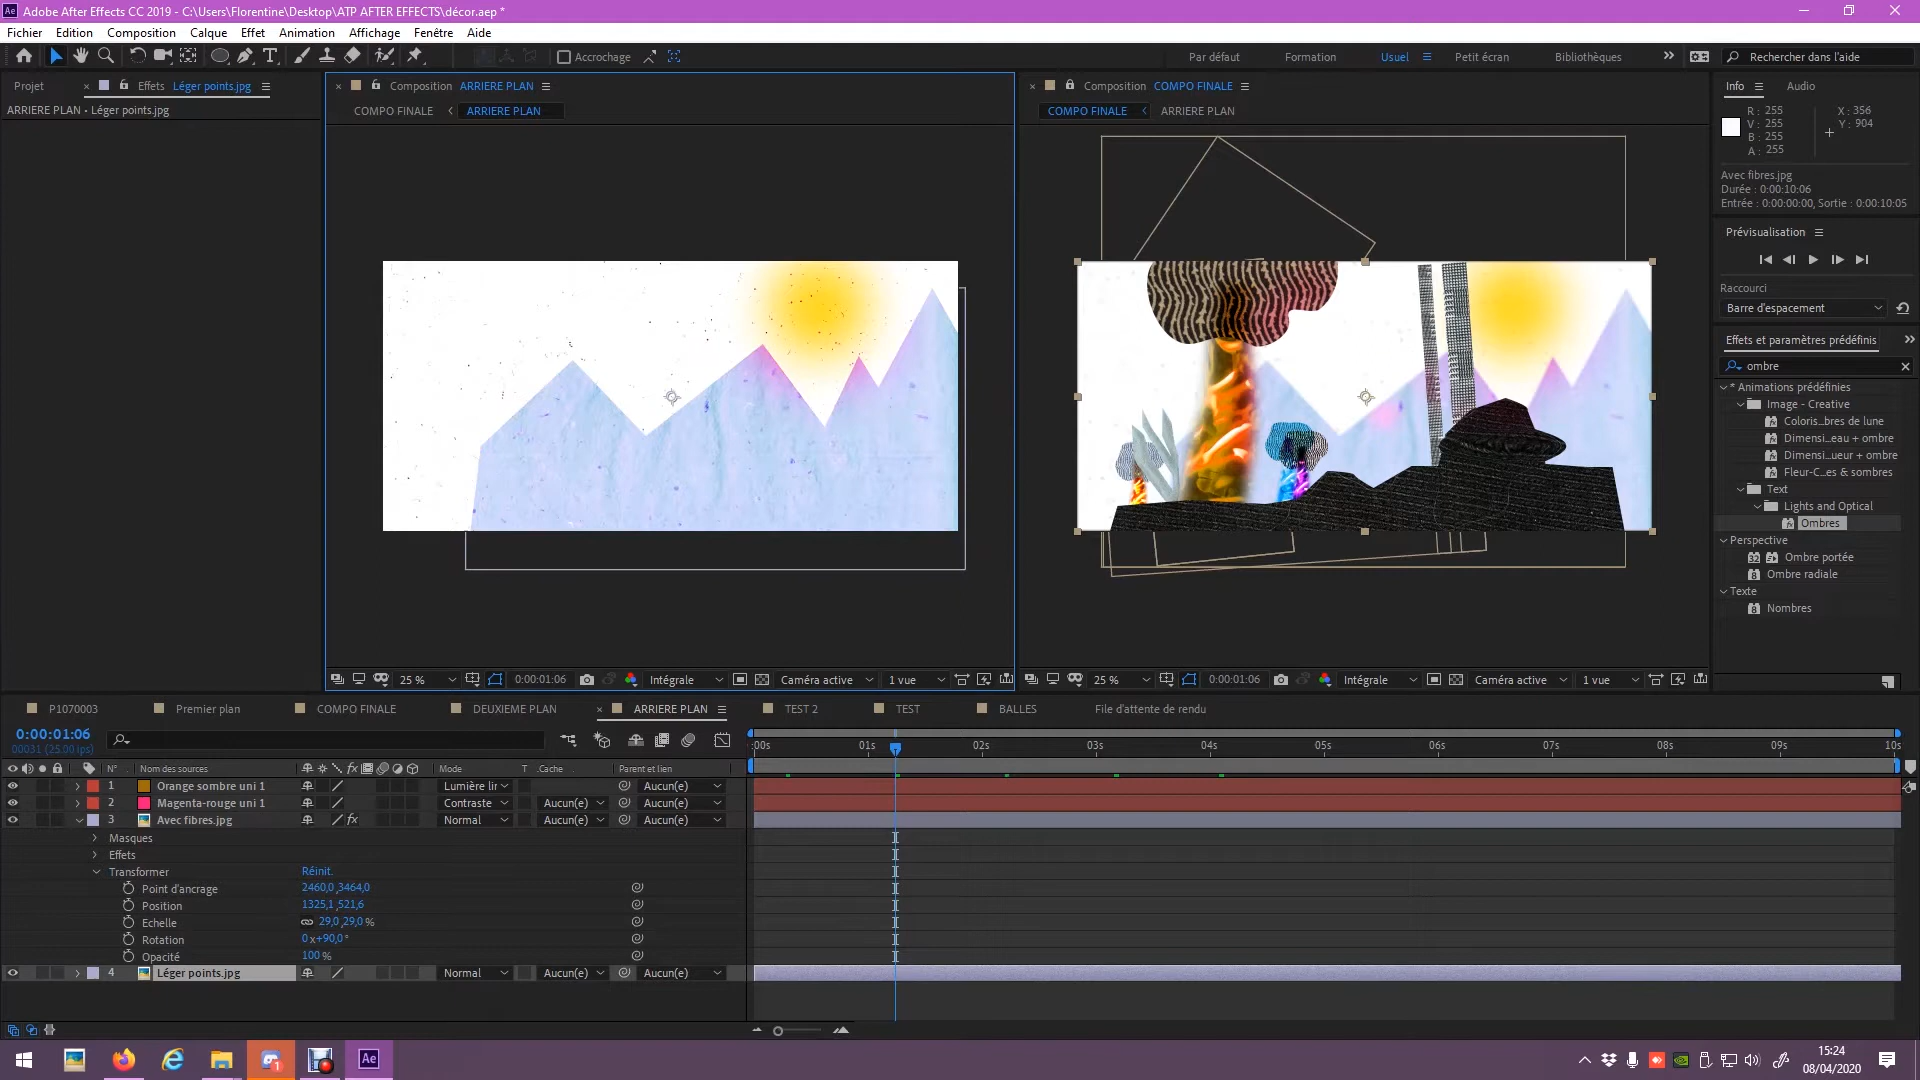 Adobe After Effects CC 2019 - C:\Users\Florentine\Desktop\ATP AFTER EFFECTS\décor.aep *
Fichier Edition Composition Calque Effet Animation Affichage Fenêtre Aide
Accrochage
Par défaut Formation Usuel Petit écran Bibliothèques
Rechercher dans l'aide
Projet Effets Léger points.jpg
ARRIERE PLAN • Léger points.jpg
Composition ARRIERE PLAN
COMPO FINALE ARRIERE PLAN
Composition COMPO FINALE
COMPO FINALE ARRIERE PLAN
Info Audio
R : 255
V : 255
B : 255
A : 255
X : 356
Y : 904
Avec fibres.jpg
Durée : 0:00:10:06
Entrée : 0:00:00:00, Sortie : 0:00:10:05
Prévisualisation
Raccourci
Barre d'espacement
Effets et paramètres prédéfinis
ombre
* Animations prédéfinies
Image - Creative
Coloris...bres de lune
Dimensi...eau + ombre
Dimensi...ueur + ombre
Fleur-C...es & sombres
Text
Lights and Optical
Ombres
Perspective
Ombre portée
Ombre radiale
Texte
Nombres
25 % 0:00:01:06 Intégrale Caméra active 1 vue
25 % 0:00:01:06 Intégrale Caméra active 1 vue
P1070003 Premier plan COMPO FINALE DEUXIEME PLAN ARRIERE PLAN TEST 2 TEST BALLES File d'attente de rendu
0:00:01:06
00031 (25.00 ips)
:00s 01s 02s 03s 04s 05s 06s 07s 08s 09s 10s
N° Nom des sources Mode T .Cache Parent et lien
1 Orange sombre uni 1 Lumière lir Aucun(e)
2 Magenta-rouge uni 1 Contraste Aucun(e) Aucun(e)
3 Avec fibres.jpg Normal Aucun(e) Aucun(e)
Masques
Effets
Transformer Réinit.
Point d'ancrage 2460,0 ,3464,0
Position 1325,1 ,521,6
Echelle 29,0 ,29,0 %
Rotation 0 x+90,0 °
Opacité 100 %
4 Léger points.jpg Normal Aucun(e) Aucun(e)
Ae
15:24
08/04/2020